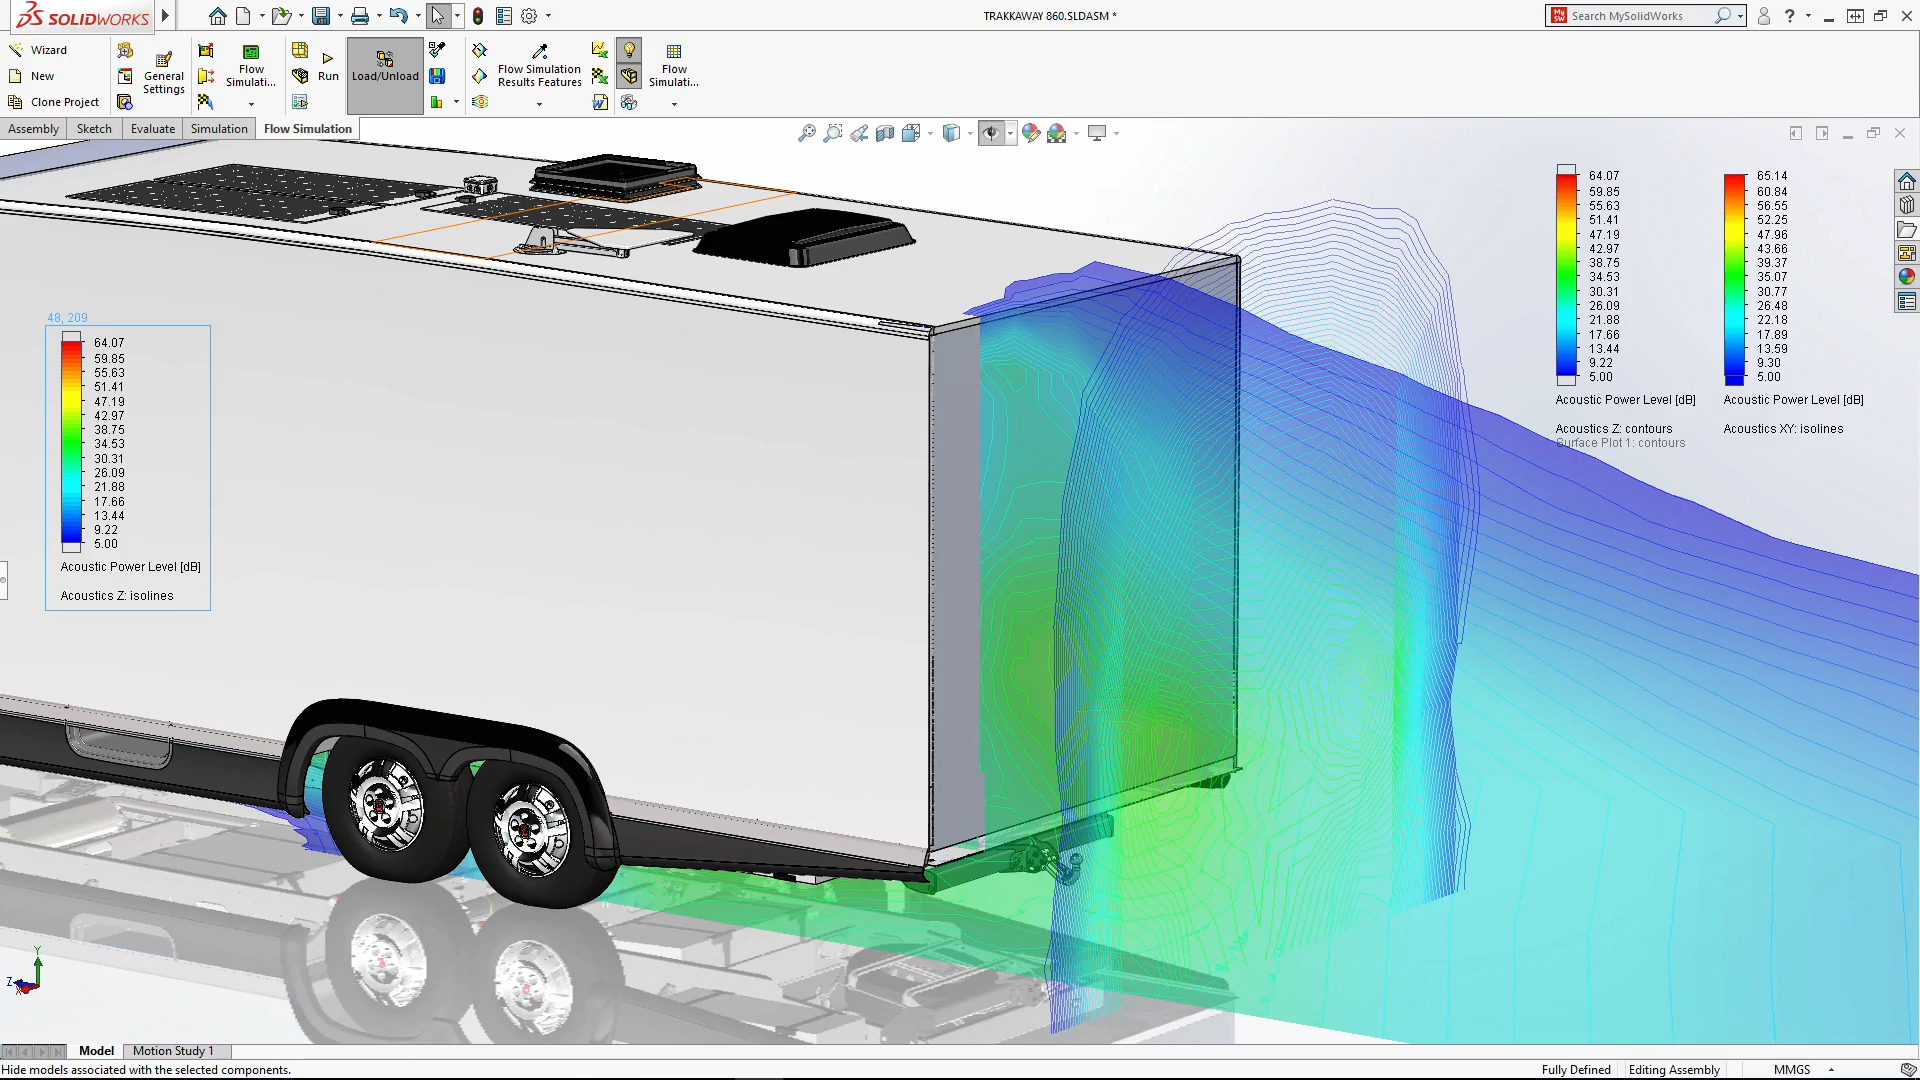 SOLIDWORKS
TRAKKAWAY 860.SLDASM *
Search MySolidWorks
Wizard
New
Clone Project
General Settings
Flow Simulati...
Run
Load/Unload
Flow Simulation Results Features
Flow Simulati...
Assembly
Sketch
Evaluate
Simulation
Flow Simulation
48, 209
64.07
59.85
55.63
51.41
47.19
42.97
38.75
34.53
30.31
26.09
21.88
17.66
13.44
9.22
5.00
Acoustic Power Level [dB]
Acoustics Z: isolines
64.07
59.85
55.63
51.41
47.19
42.97
38.75
34.53
30.31
26.09
21.88
17.66
13.44
9.22
5.00
Acoustic Power Level [dB]
Acoustics Z: contours
Surface Plot 1: contours
65.14
60.84
56.55
52.25
47.96
43.66
39.37
35.07
30.77
26.48
22.18
17.89
13.59
9.30
5.00
Acoustic Power Level [dB]
Acoustics XY: isolines
Y
Z
X
Model
Motion Study 1
Hide models associated with the selected components.
Fully Defined
Editing Assembly
MMGS